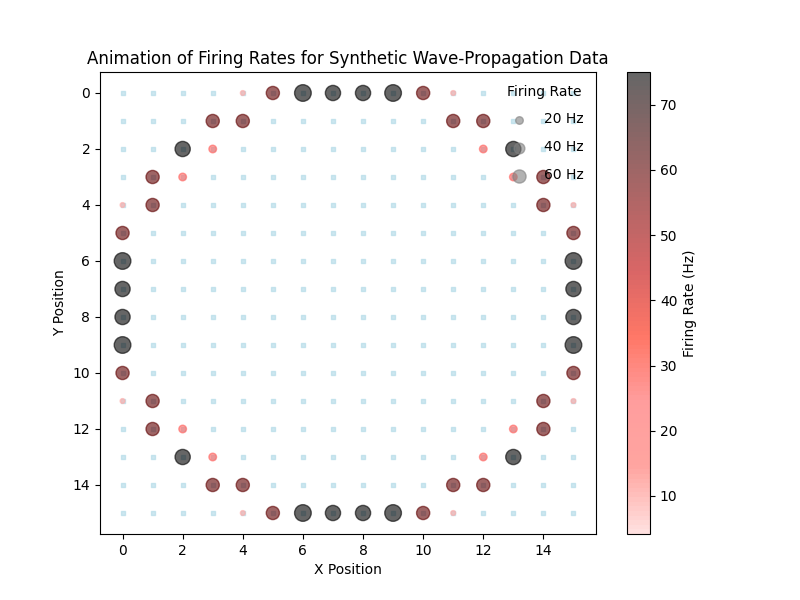 Animation of Firing Rates for Synthetic Wave-Propagation Data
Firing Rate
20 Hz
40 Hz
60 Hz
0
2
4
6
8
10
12
14
Y Position
0 2 4 6 8 10 12 14
X Position
70
60
50
40
30
20
10
Firing Rate (Hz)